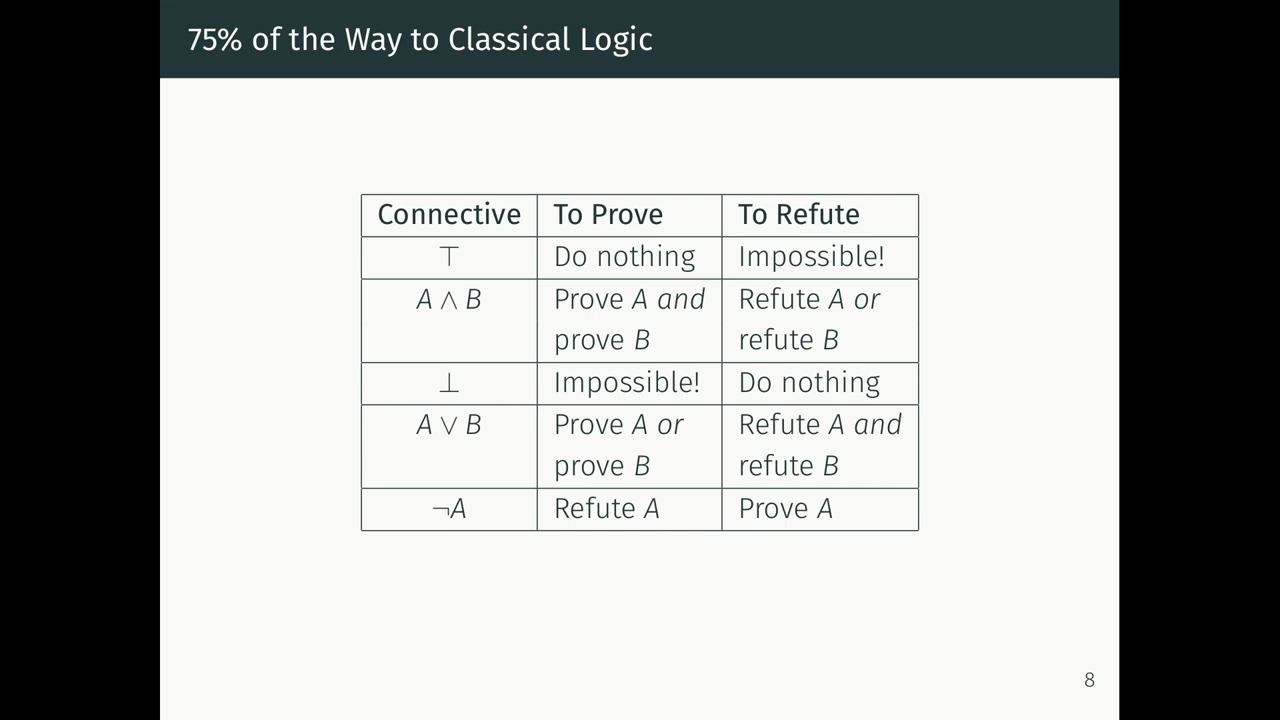 75% of the Way to Classical Logic
Connective To Prove To Refute
⊤ Do nothing Impossible!
A ∧ B Prove A and Refute A or
prove B refute B
⊥ Impossible! Do nothing
A ∨ B Prove A or Refute A and
prove B refute B
¬A Refute A Prove A
8